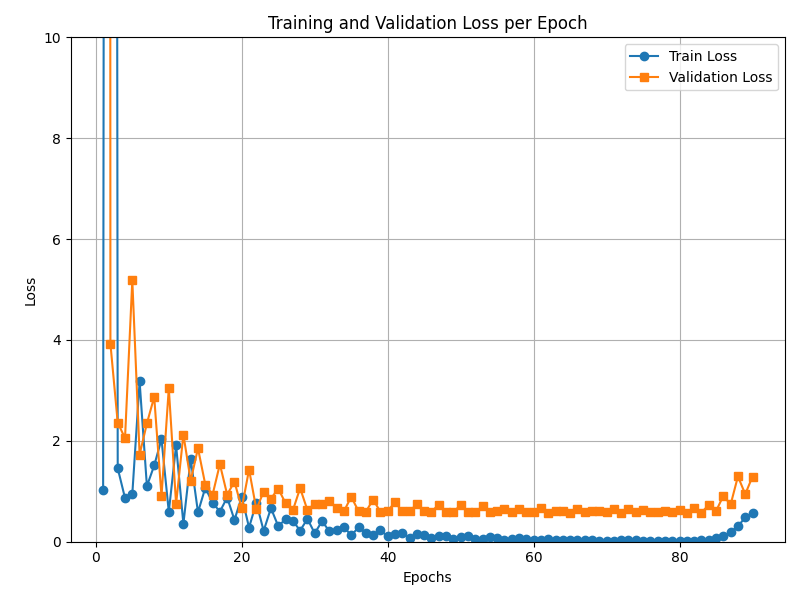 Training and Validation Loss per Epoch
10
8
6
4
2
0
Loss
Train Loss
Validation Loss
0 20 40 60 80
Epochs